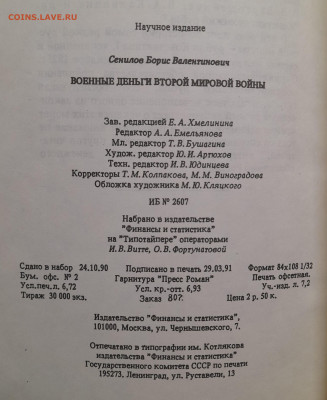 COINS.LAVE.RU
Научное издание
Сенилов Борис Валентинович
ВОЕННЫЕ ДЕНЬГИ ВТОРОЙ МИРОВОЙ ВОЙНЫ
Зав. редакцией Е. А. Хмелинина
Редактор А. А. Емельянова
Мл. редактор Т. В. Бушагина
Худож. редактор Ю. И. Артюхов
Техн. редактор И. В. Юдинцева
Корректоры Т. М. Колпакова, М. М. Виноградова
Обложка художника М. Ю. Кляцкого
ИБ № 2607
Набрано в издательстве
"Финансы и статистика"
на "Типотайпере" операторами
И. В. Витте, О. В. Фортунатовой
Сдано в набор 24.10.90 Подписано в печать 29.03.91 Формат 84х108 1/32
Бум. офс. № 2 Гарнитура "Пресс Роман" Печать офсетная.
Усл.печ.л. 6,72 Усл. кр.-отт. 6,93 Уч.-изд. л. 7,2
Тираж 30 000 экз. Заказ 807. Цена 2 р. 50 к.
Издательство "Финансы и статистика",
101000, Москва, ул. Чернышевского, 7.
Отпечатано в типографии им. Котлякова
издательства "Финансы и статистика"
Государственного комитета СССР по печати
195273, Ленинград, ул. Руставели, 13